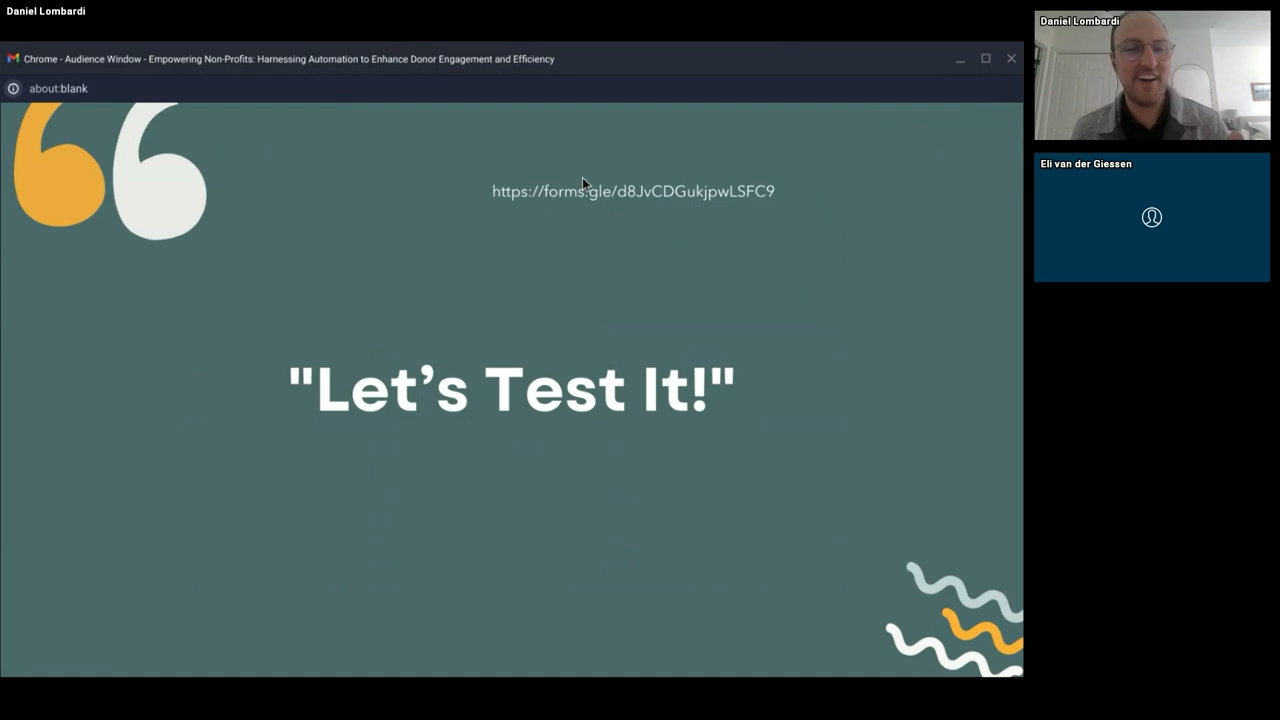 Daniel Lombardi
Daniel Lombardi
Chrome - Audience Window - Empowering Non-Profits: Harnessing Automation to Enhance Donor Engagement and Efficiency
about:blank
Eli van der Giessen
https://forms.gle/d8JvCDGukjpwLSFC9
"Let’s Test It!"